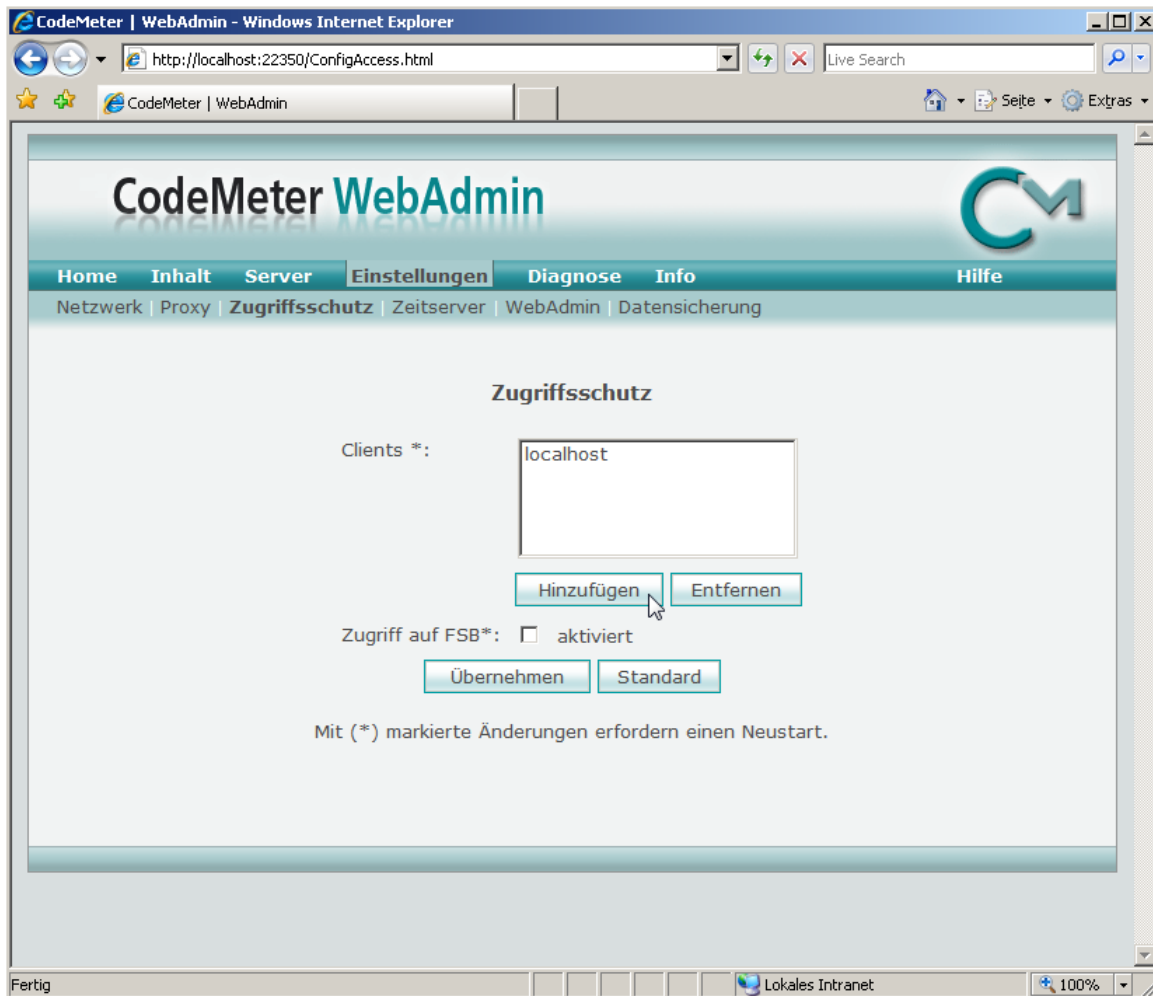 CodeMeter | WebAdmin - Windows Internet Explorer
http://localhost:22350/ConfigAccess.html
Live Search
CodeMeter | WebAdmin
Seite
Extras
CodeMeter WebAdmin
CM
Home Inhalt Server Einstellungen Diagnose Info Hilfe
Netzwerk | Proxy | Zugriffsschutz | Zeitserver | WebAdmin | Datensicherung
Zugriffsschutz
Clients *:
localhost
Hinzufügen Entfernen
Zugriff auf FSB*: aktiviert
Übernehmen Standard
Mit (*) markierte Änderungen erfordern einen Neustart.
Fertig
Lokales Intranet
100%